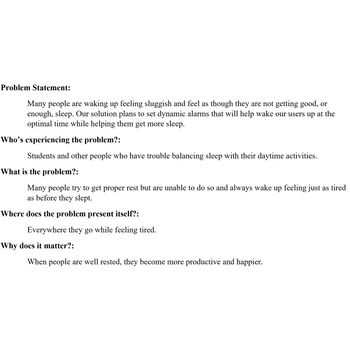 Problem Statement:
Many people are waking up feeling sluggish and feel as though they are not getting good, or
enough, sleep. Our solution plans to set dynamic alarms that will help wake our users up at the
optimal time while helping them get more sleep.
Who's experiencing the problem?:
Students and other people who have trouble balancing sleep with their daytime activities.
What is the problem?:
Many people try to get proper rest but are unable to do so and always wake up feeling just as tired
as before they slept.
Where does the problem present itself?:
Everywhere they go while feeling tired.
Why does it matter?:
When people are well rested, they become more productive and happier.